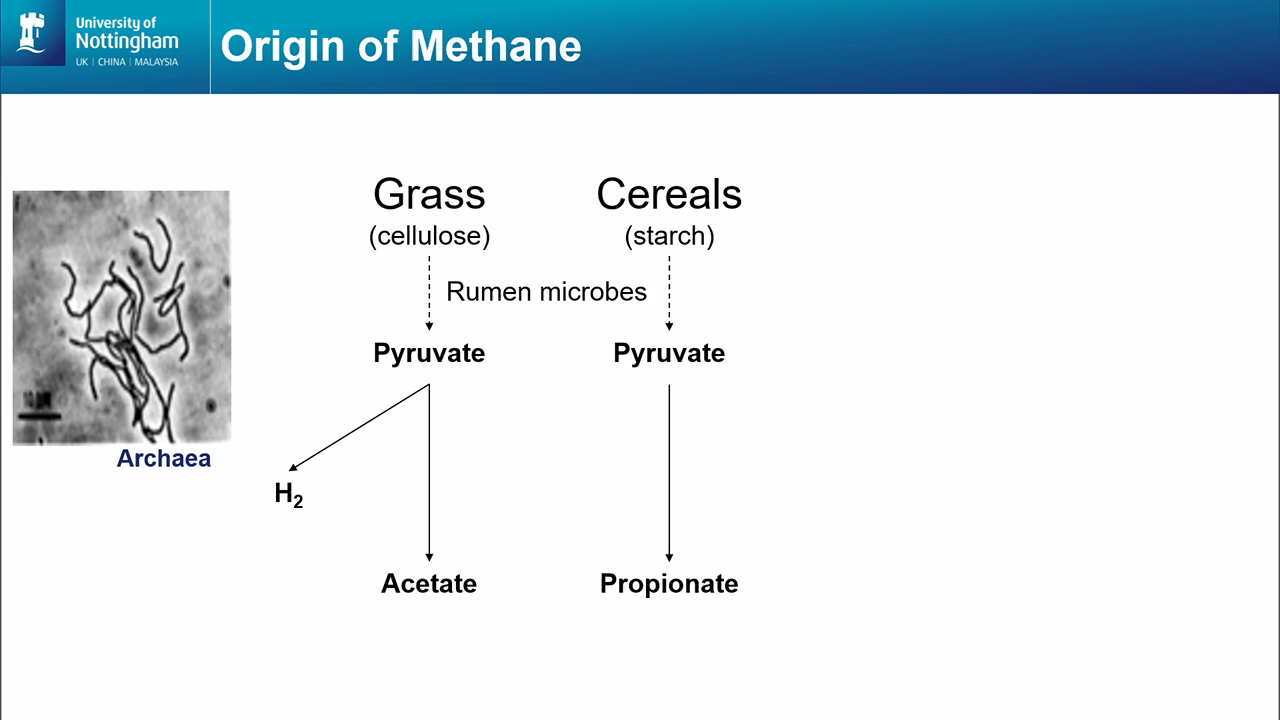 University of
Nottingham
UK | CHINA | MALAYSIA
Origin of Methane
Grass
Cereals
(cellulose)
(starch)
Rumen microbes
Pyruvate
Pyruvate
Archaea
H₂
Acetate
Propionate